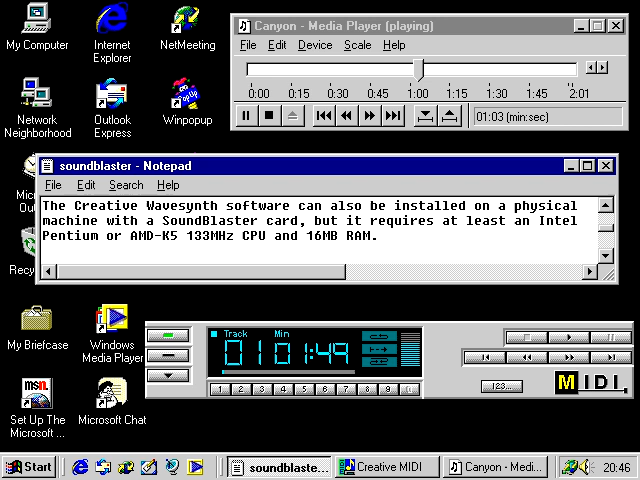 My Computer
Internet
Explorer
NetMeeting
Network
Neighborhood
Outlook
Express
PopUp
Winpopup
Canyon - Media Player (playing)
File Edit Device Scale Help
0:00 0:15 0:30 0:45 1:00 1:15 1:30 1:45 2:01
01:03 (min:sec)
soundblaster - Notepad
File Edit Search Help
The Creative Wavesynth software can also be installed on a physical
machine with a SoundBlaster card, but it requires at least an Intel
Pentium or AMD-K5 133MHz CPU and 16MB RAM.
My Briefcase
Windows
Media Player
msn
Set Up The
Microsoft ...
Microsoft Chat
Track Min
01 01:49
1 2 3 4 5 6 7 8 9
123...
MIDI
Start
soundblaste...
Creative MIDI
Canyon - Medi...
20:46